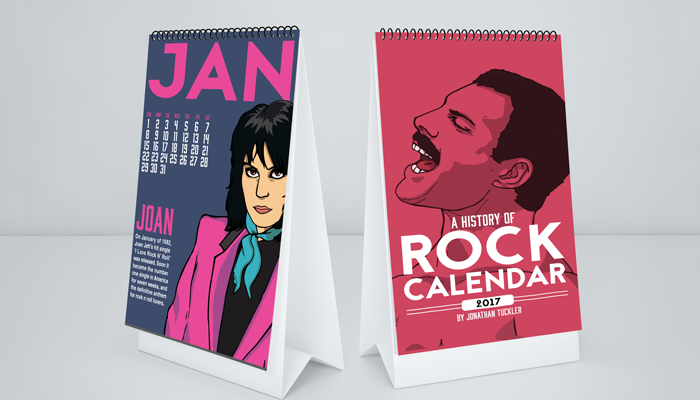 JAN
1 2 3 4 5 6 7
8 9 10 11 12 13 14
15 16 17 18 19 20 21
22 23 24 25 26 27 28
29 30 31
JOAN
On January of 1982,
Joan Jett's hit single
'I Love Rock N' Roll'
was released. Soon it
became the number
one single in America
for seven weeks, and
the definitive anthem
for rock n roll lovers.
A HISTORY OF
ROCK
CALENDAR
2017
BY JONATHAN TUCKLER